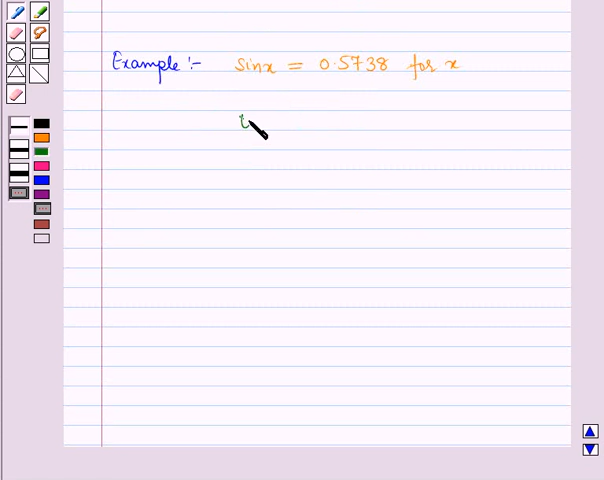 Example :- sinx = 0.5738 for x